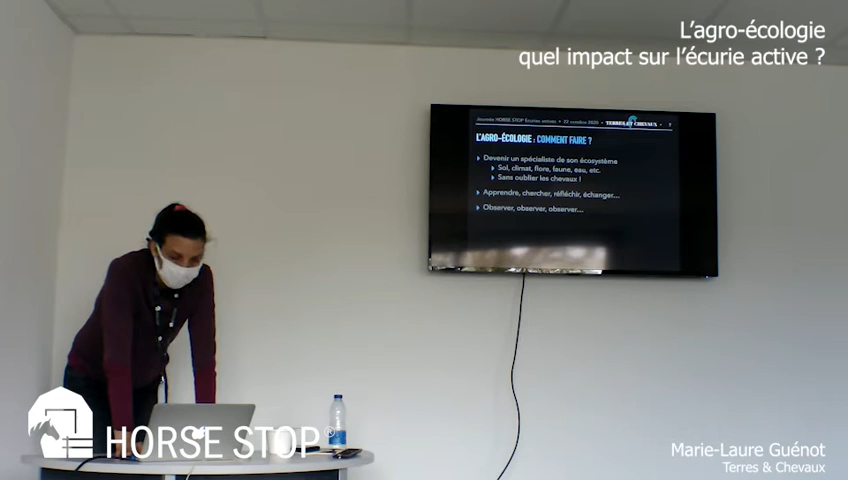 L'agro-écologie
quel impact sur l'écurie active ?
Journée HORSE STOP Écuries actives • 22 octobre 2020 • TERRES ET CHEVAUX • 7
L'AGRO-ÉCOLOGIE : COMMENT FAIRE ?
Devenir un spécialiste de son écosystème
Sol, climat, flore, faune, eau, etc.
Sans oublier les chevaux !
Apprendre, chercher, réfléchir, échanger...
Observer, observer, observer...
HORSE STOP®
Marie-Laure Guénot
Terres & Chevaux